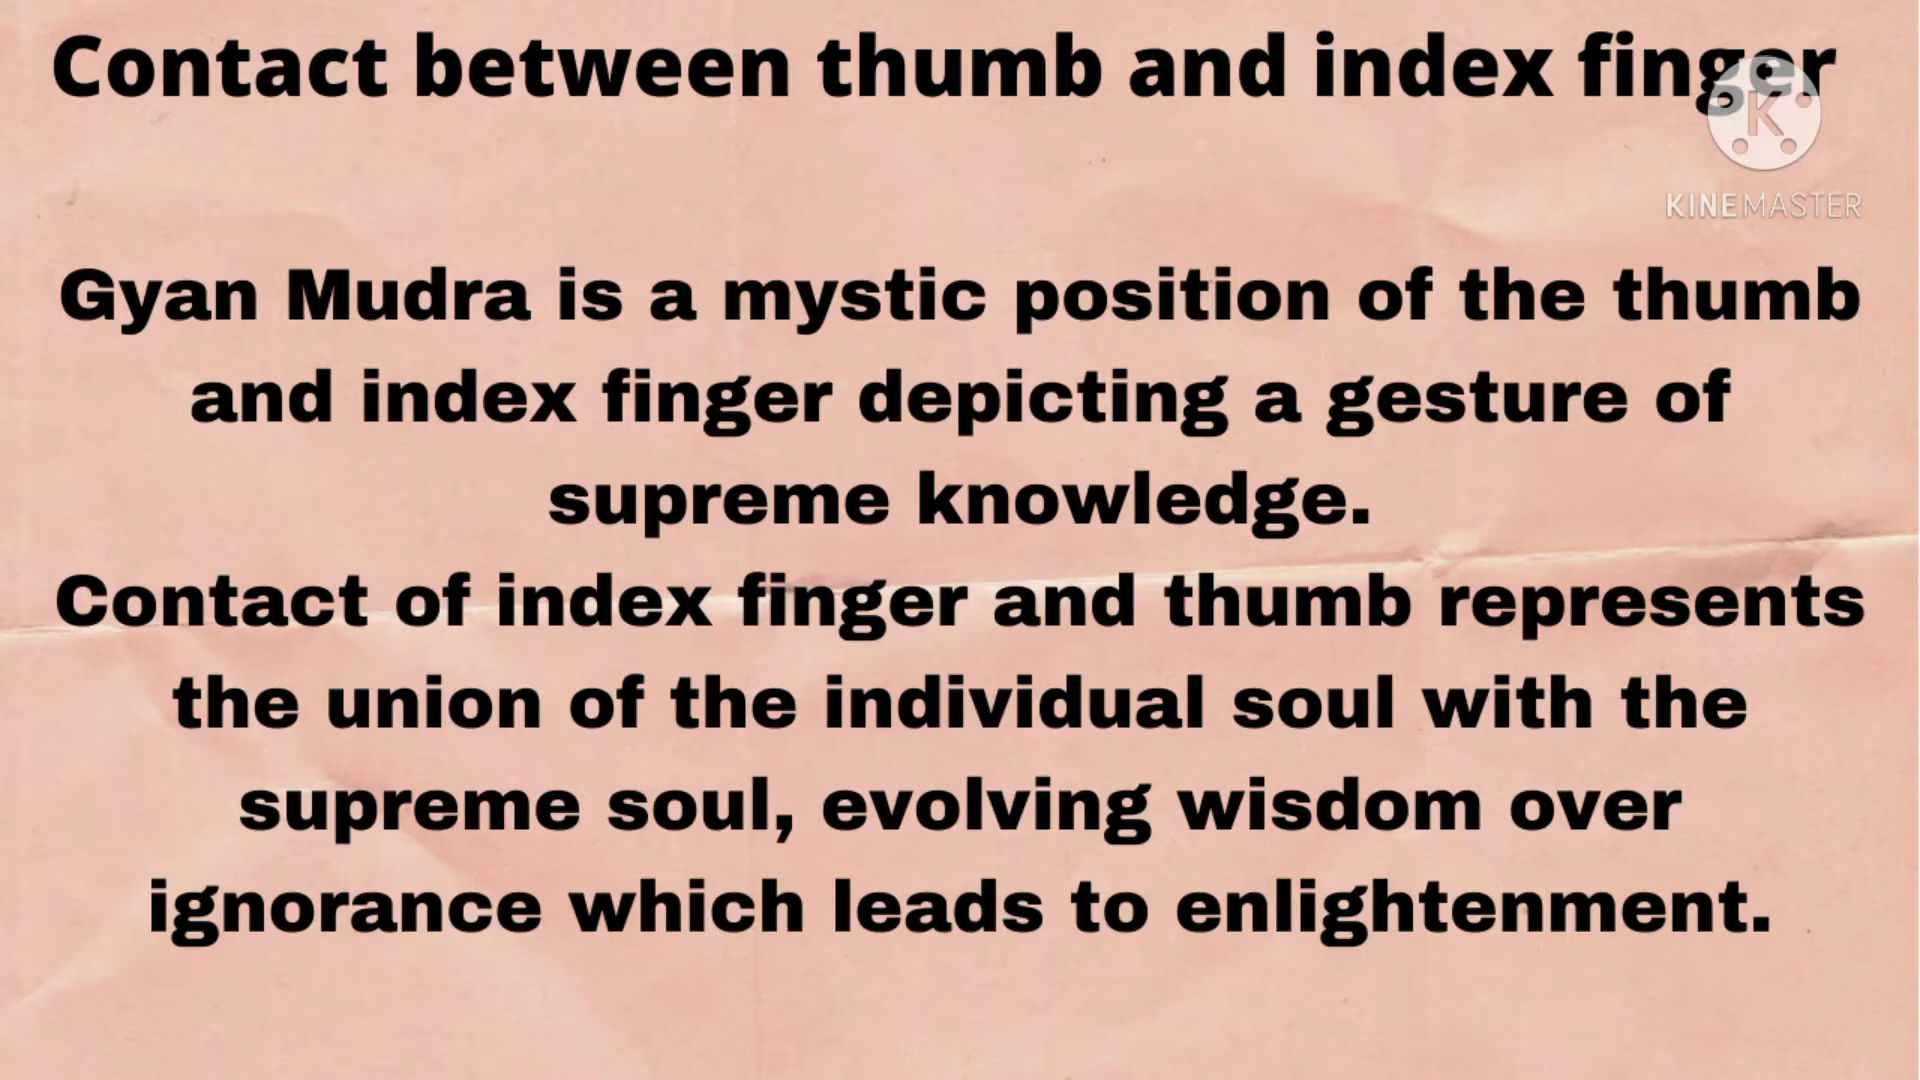 Contact between thumb and index finger
K
KINEMASTER
Gyan Mudra is a mystic position of the thumb
and index finger depicting a gesture of
supreme knowledge.
Contact of index finger and thumb represents
the union of the individual soul with the
supreme soul, evolving wisdom over
ignorance which leads to enlightenment.